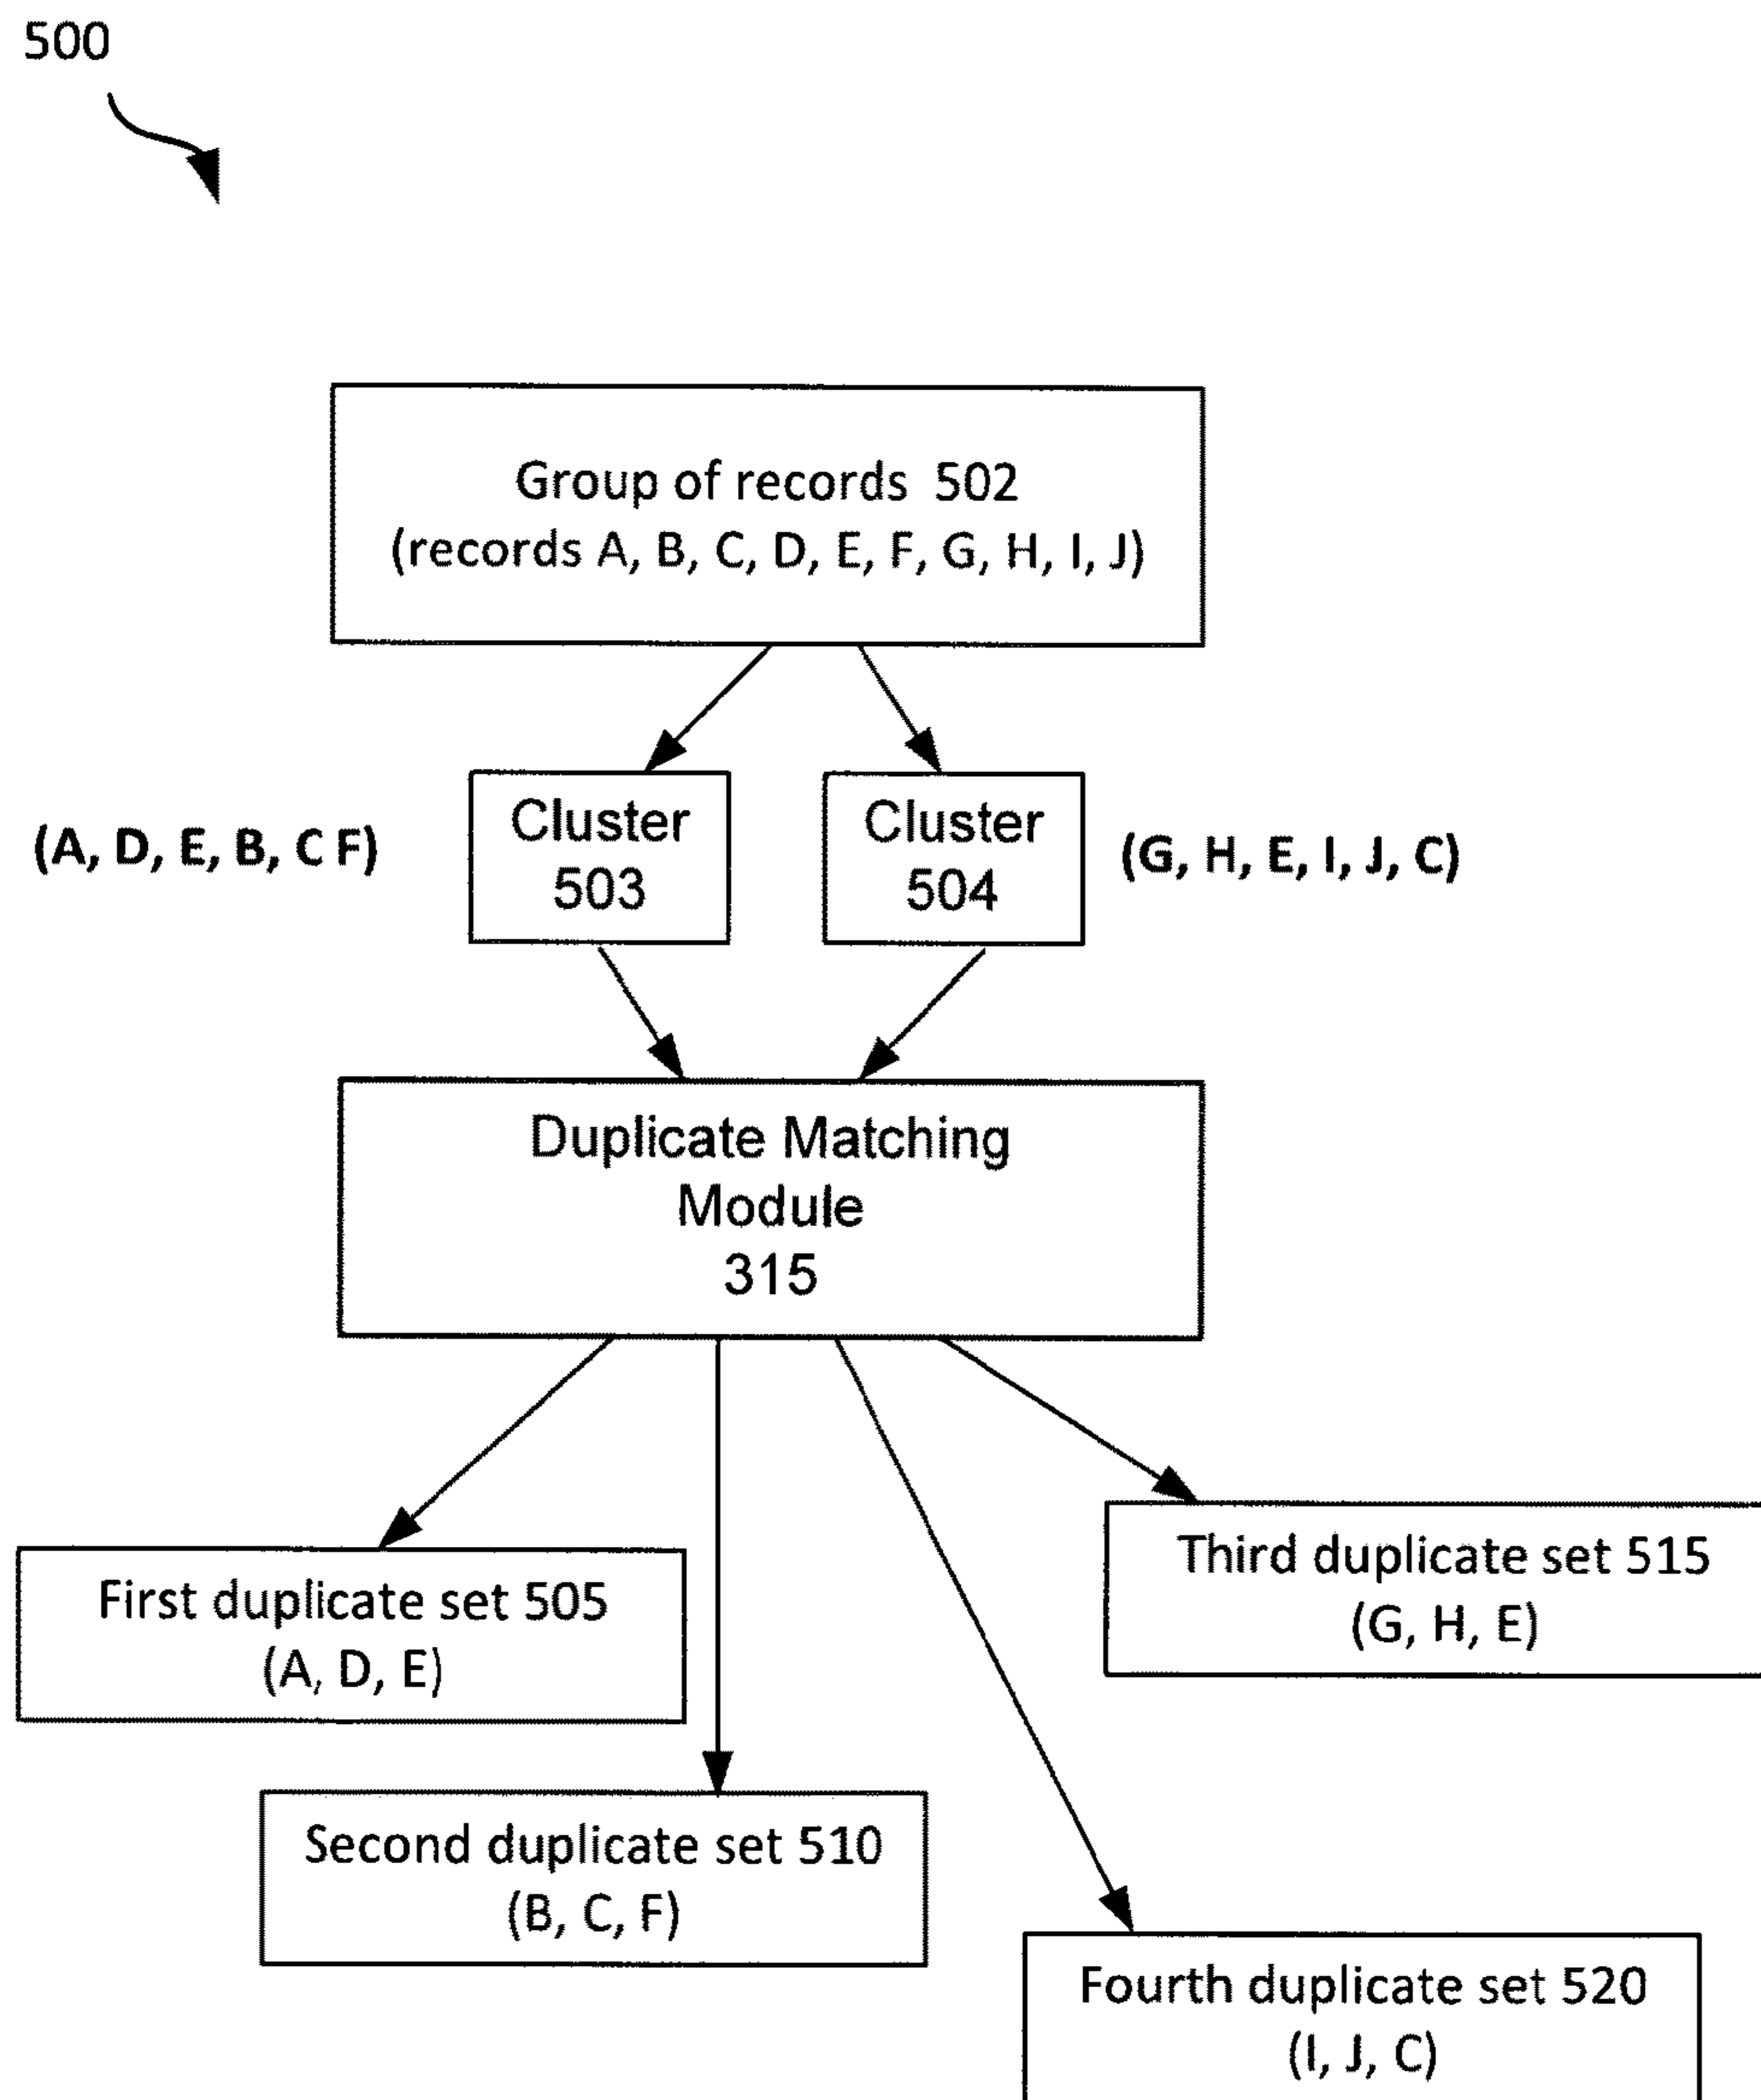 500
Group of records 502
(records A, B, C, D, E, F, G, H, I, J)
(A, D, E, B, C F)
Cluster
503
Cluster
504
(G, H, E, I, J, C)
Duplicate Matching
Module
315
Third duplicate set 515
(G, H, E)
First duplicate set 505
(A, D, E)
Second duplicate set 510
(B, C, F)
Fourth duplicate set 520
(I, J, C)